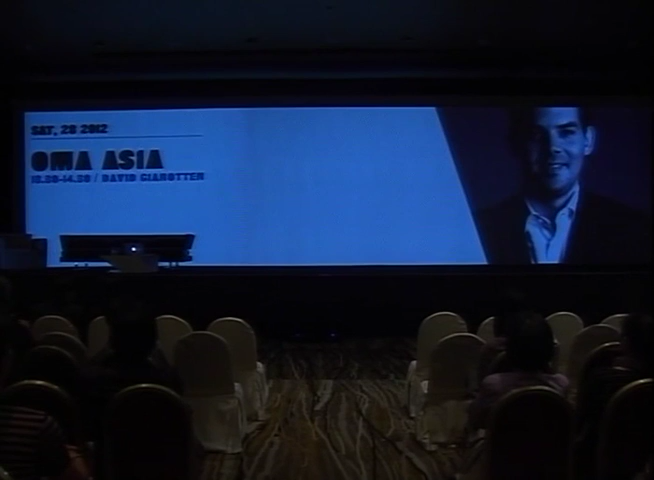 SAT, 28 2012
OMA ASIA
/ DAVID GIANOTTEN